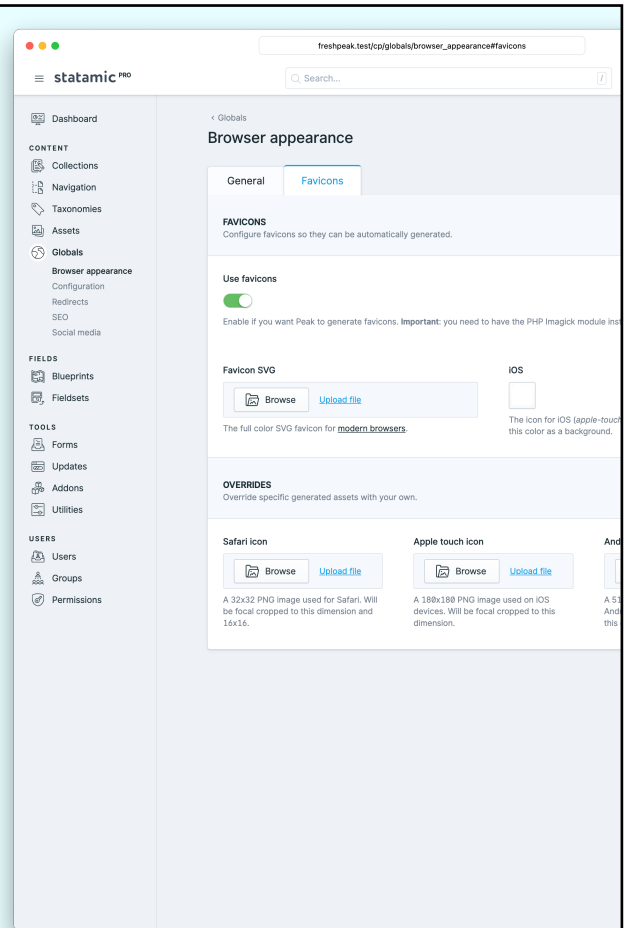 freshpeak.test/cp/globals/browser_appearance#favicons
statamic PRO
Search...
/
Dashboard
CONTENT
Collections
Navigation
Taxonomies
Assets
Globals
Browser appearance
Configuration
Redirects
SEO
Social media
FIELDS
Blueprints
Fieldsets
TOOLS
Forms
Updates
Addons
Utilities
USERS
Users
Groups
Permissions
‹ Globals
Browser appearance
General
Favicons
FAVICONS
Configure favicons so they can be automatically generated.
Use favicons
Enable if you want Peak to generate favicons. Important: you need to have the PHP Imagick module inst
Favicon SVG
Browse
Upload file
The full color SVG favicon for modern browsers.
iOS
The icon for iOS (apple-touch
this color as a background.
OVERRIDES
Override specific generated assets with your own.
Safari icon
Browse
Upload file
A 32x32 PNG image used for Safari. Will
be focal cropped to this dimension and
16x16.
Apple touch icon
Browse
Upload file
A 180x180 PNG image used on iOS
devices. Will be focal cropped to this
dimension.
And
A 51
Andr
this